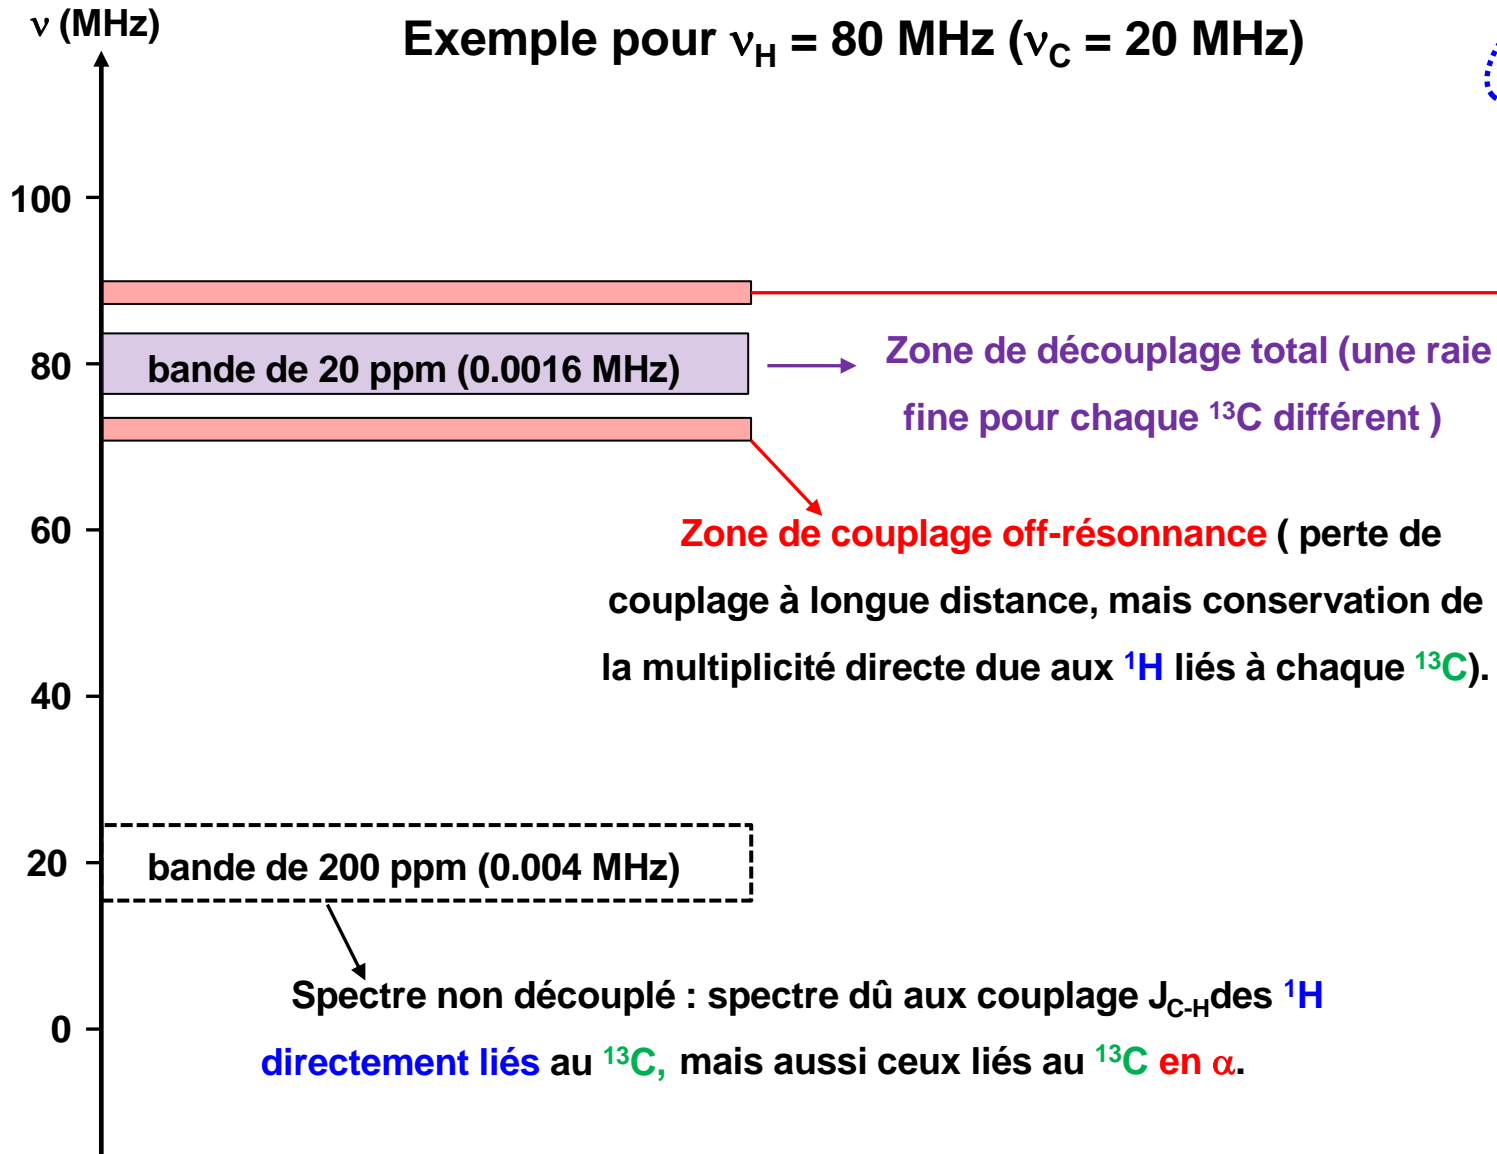 ν (MHz)
Exemple pour νH = 80 MHz (νC = 20 MHz)
100
80
bande de 20 ppm (0.0016 MHz)
Zone de découplage total (une raie
fine pour chaque 13C différent )
60
Zone de couplage off-résonnance ( perte de
couplage à longue distance, mais conservation de
la multiplicité directe due aux 1H liés à chaque 13C).
40
20
bande de 200 ppm (0.004 MHz)
Spectre non découplé : spectre dû aux couplage JC-Hdes 1H
0
directement liés au 13C, mais aussi ceux liés au 13C en α.